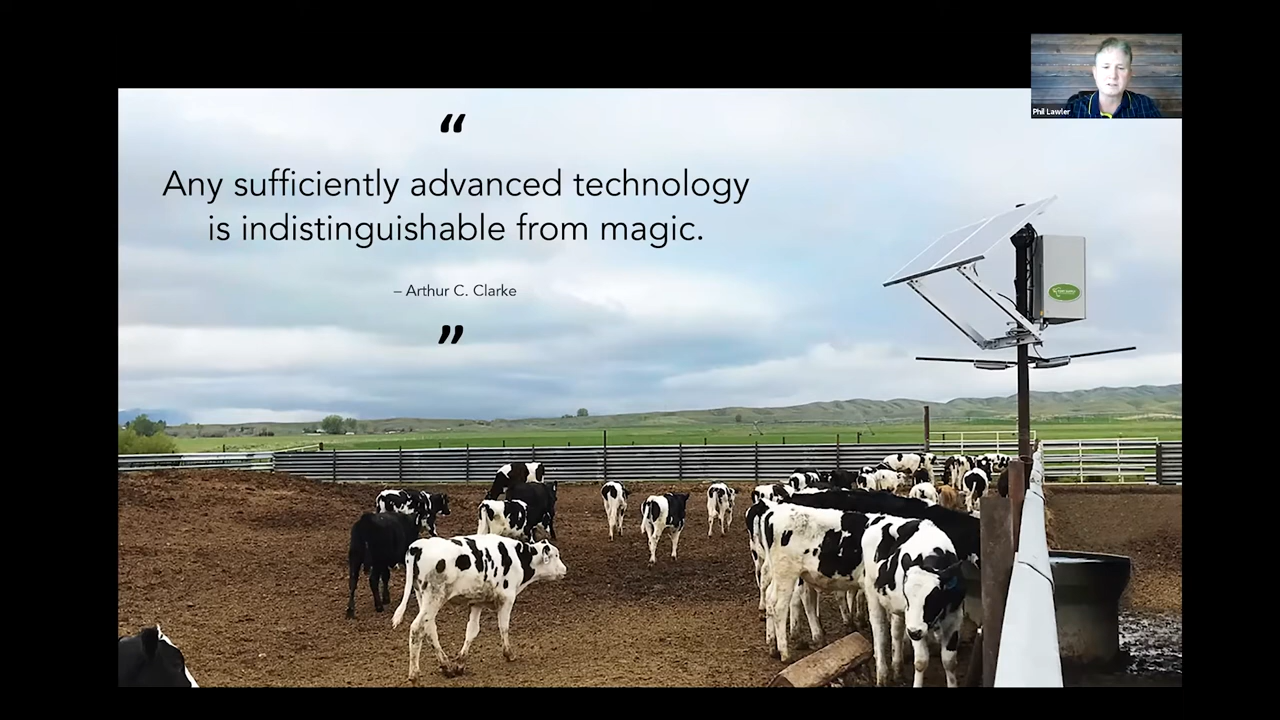 “
Any sufficiently advanced technology
is indistinguishable from magic.
– Arthur C. Clarke
”
Phil Lawler